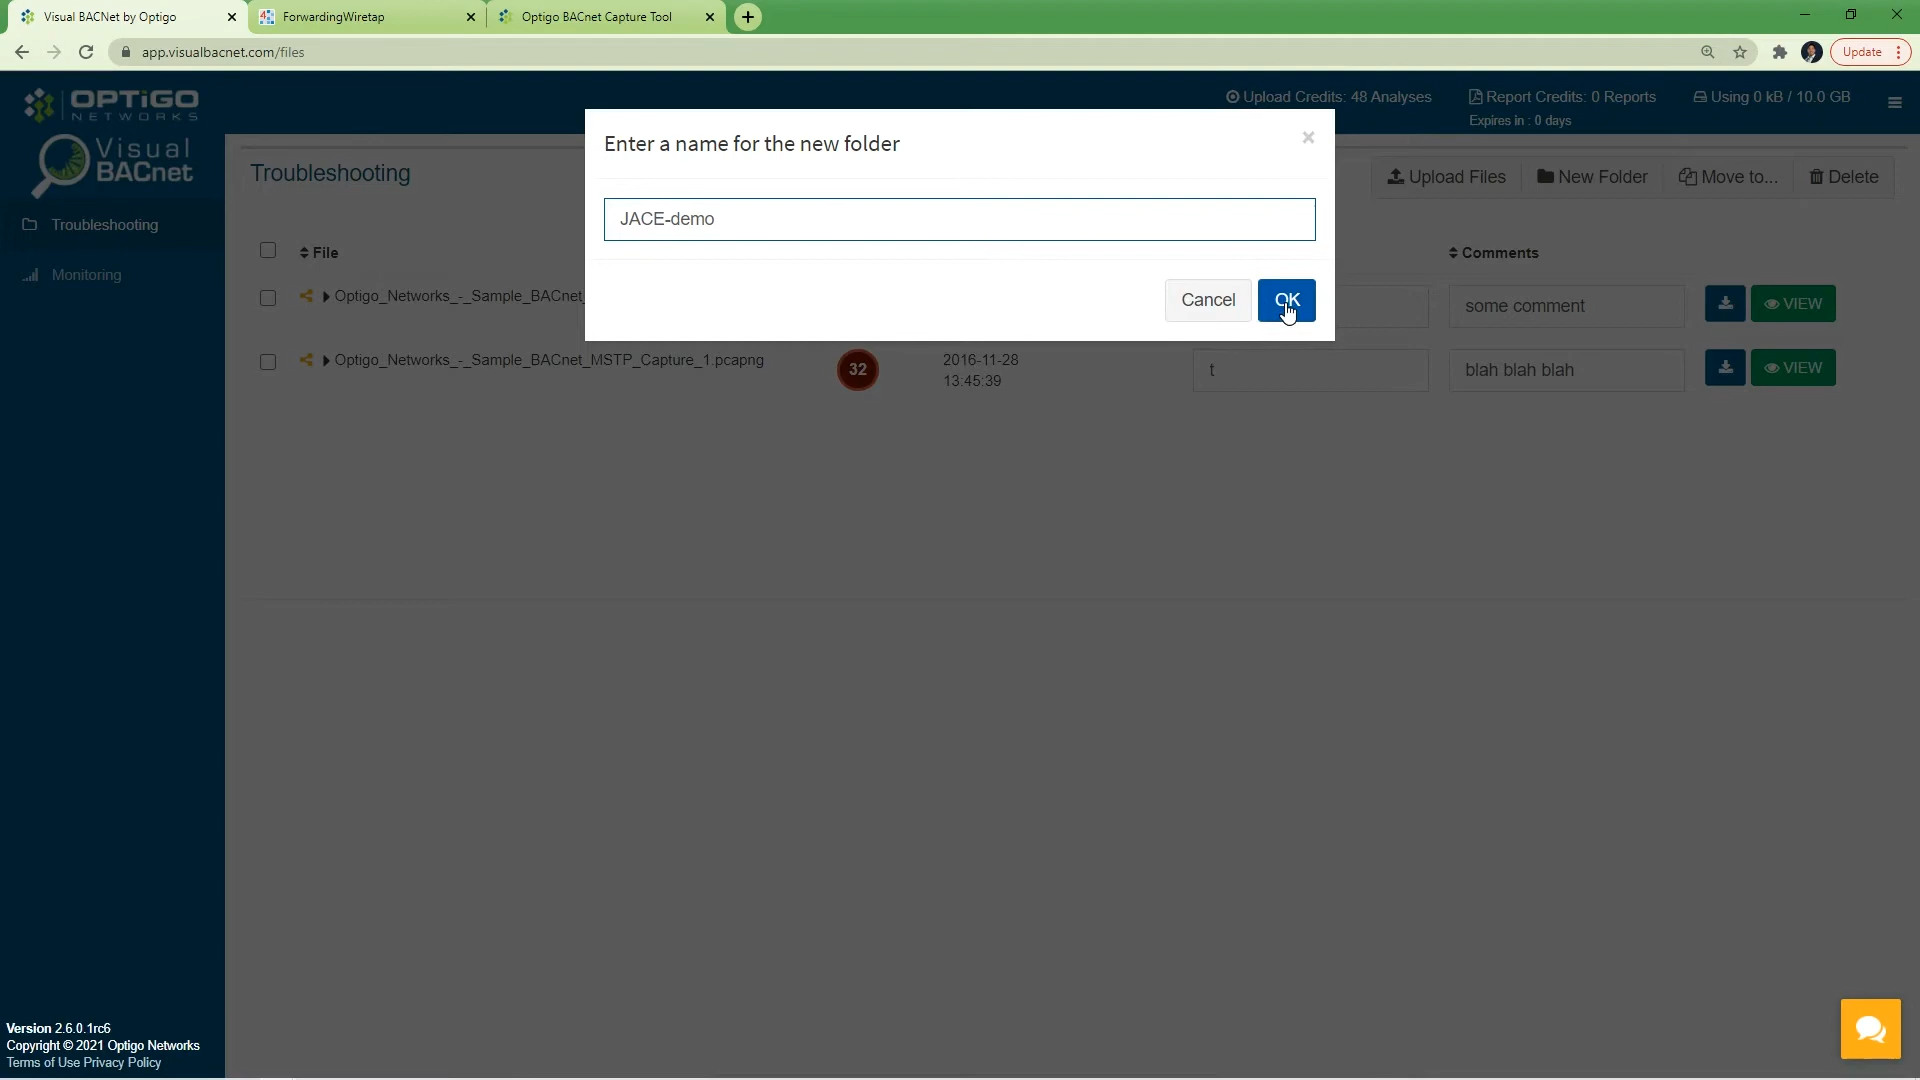 Visual BACNet by Optigo
ForwardingWiretap
Optigo BACnet Capture Tool
app.visualbacnet.com/files
Update
OPTiGO
NETWORKS
Upload Credits: 48 Analyses
Report Credits: 0 Reports
Expires in : 0 days
Using 0 kB / 10.0 GB
Visual
BACnet
Troubleshooting
Monitoring
Troubleshooting
Upload Files
New Folder
Move to...
Delete
Enter a name for the new folder
×
JACE-demo
Cancel
OK
File
Comments
Optigo_Networks_-_Sample_BACnet_
some comment
VIEW
Optigo_Networks_-_Sample_BACnet_MSTP_Capture_1.pcapng
32
2016-11-28
13:45:39
t
blah blah blah
VIEW
Version 2.6.0.1rc6
Copyright © 2021 Optigo Networks
Terms of Use Privacy Policy